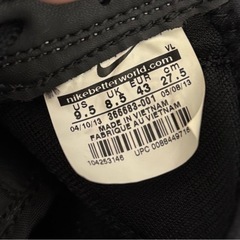 VL
nikebetterworld.com
US UK EUR cm
9.5 8.5 43 27.5
04/10/13 366683-001 05/08/13
MADE IN VIETNAM
FABRIQUE AU VIETNAM
104253146 UPC 0088449716